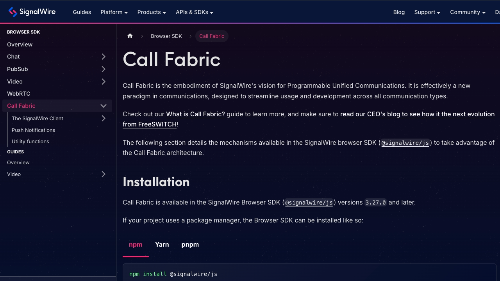 SignalWire
Guides
Platform
Products
APIs & SDKs
Blog
Support
Community
BROWSER SDK
Overview
Chat
PubSub
Video
WebRTC
Call Fabric
The SignalWire Client
Push Notifications
Utility functions
GUIDES
Overview
Video
Browser SDK
Call Fabric
Call Fabric
Call Fabric is the embodiment of SignalWire's vision for Programmable Unified Communications. It is effectively a new
paradigm in communications, designed to streamline usage and development across all communication types.
Check out our What is Call Fabric? guide to learn more, and make sure to read our CEO's blog to see how it the next evolution
from FreeSWITCH!
The following section details the mechanisms available in the SignalWire browser SDK (@signalwire/js) to take advantage of
the Call Fabric architecture.
Installation
Call Fabric is available in the SignalWire Browser SDK (@signalwire/js) versions 3.27.0 and later.
If your project uses a package manager, the Browser SDK can be installed like so:
npm
Yarn
pnpm
npm install @signalwire/js